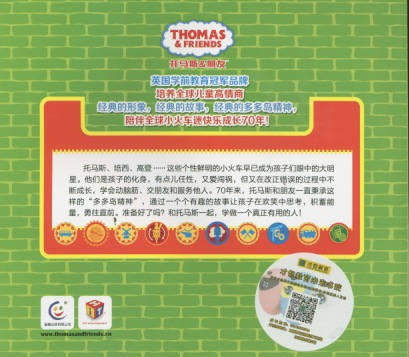 THOMAS
& FRIENDS
托马斯&朋友
英国学前教育冠军品牌
培养全球儿童高情商
经典的形象，经典的故事，经典的多多岛精神，
陪伴全球小火车迷快乐成长70年！
托马斯、培西、高登……这些个性鲜明的小火车早已成为孩子们眼中的大明
星。他们是孩子的化身，有点儿任性，又爱闯祸，但又在改正错误的过程中不
断成长，学会动脑筋、交朋友和服务他人。70年来，托马斯和朋友一直秉承这
样的“多多岛精神”，通过一个个有趣的故事让孩子在欢笑中思考，积蓄能
量，勇往直前。准备好了吗？和托马斯一起，学做一个真正有用的人！
www.thomasandfriends.cn